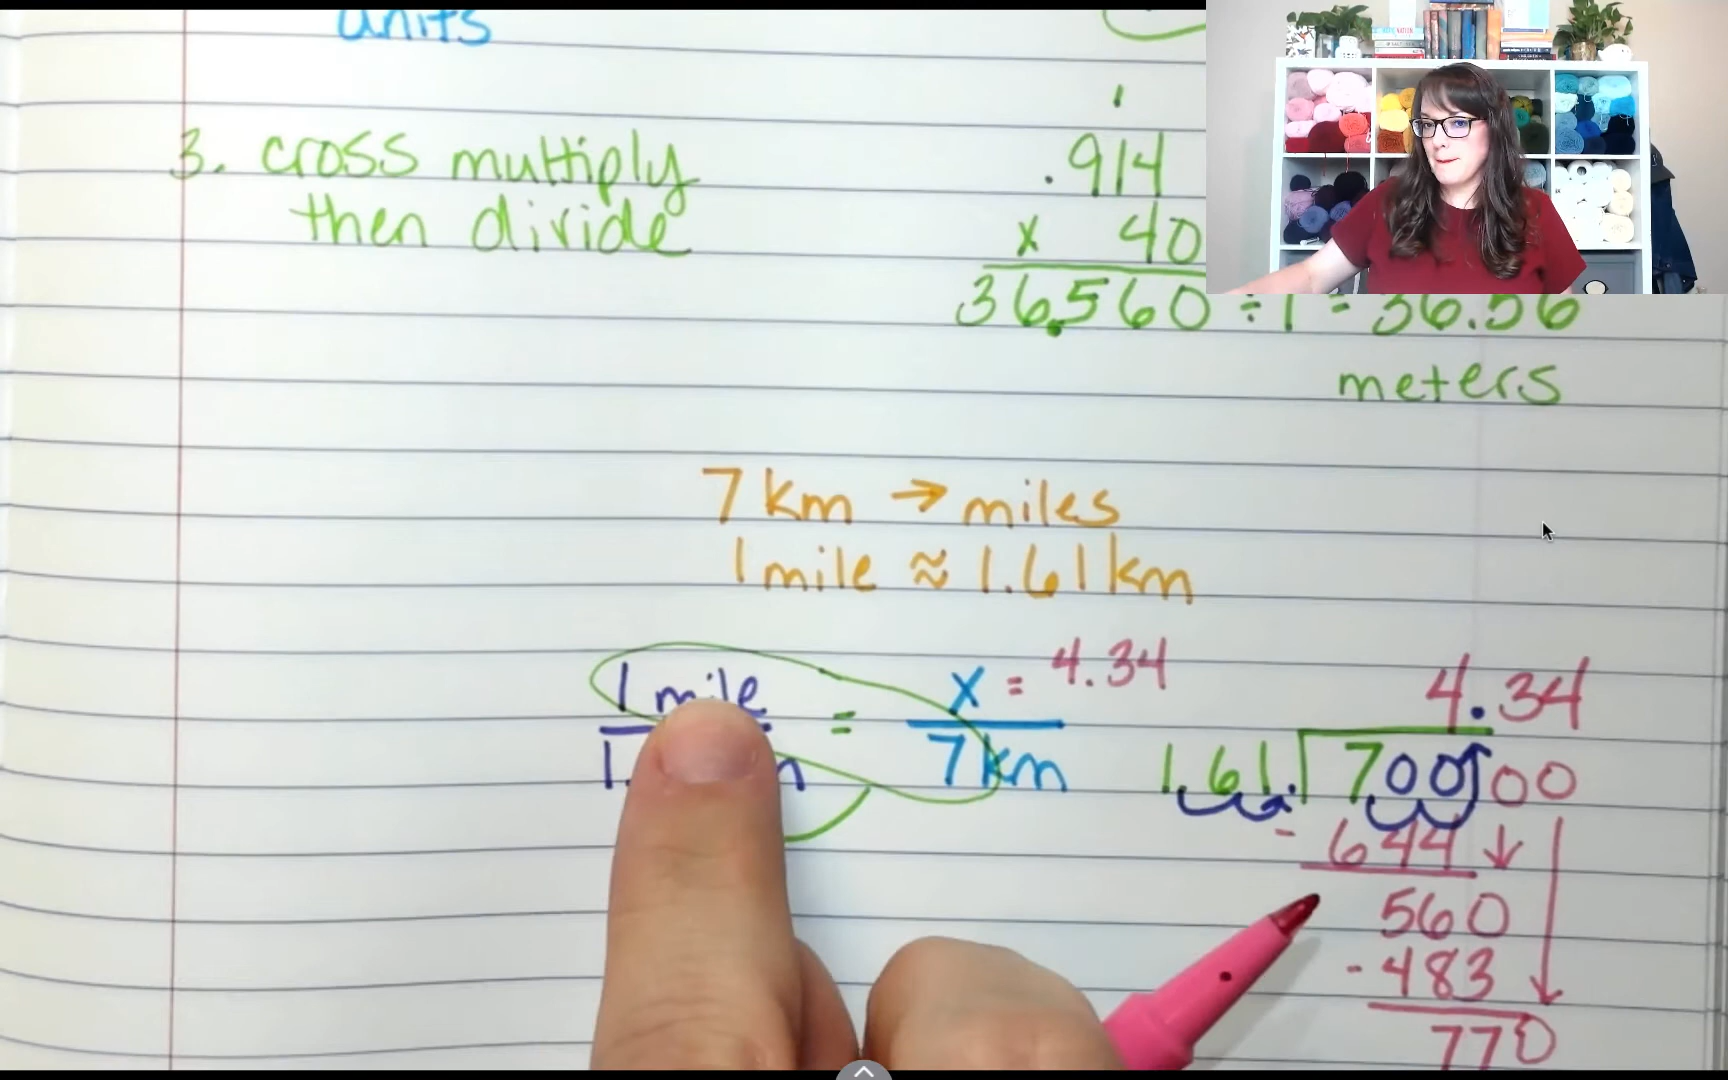 units
3. cross multiply
then divide
.914
x 40
36.560 ÷ 1 = 36.56
meters
7 km → miles
1 mile ≈ 1.61 km
1 mile = x = 4.34
7 km
4.34
1.61. 700.00
- 644
560
- 483
770